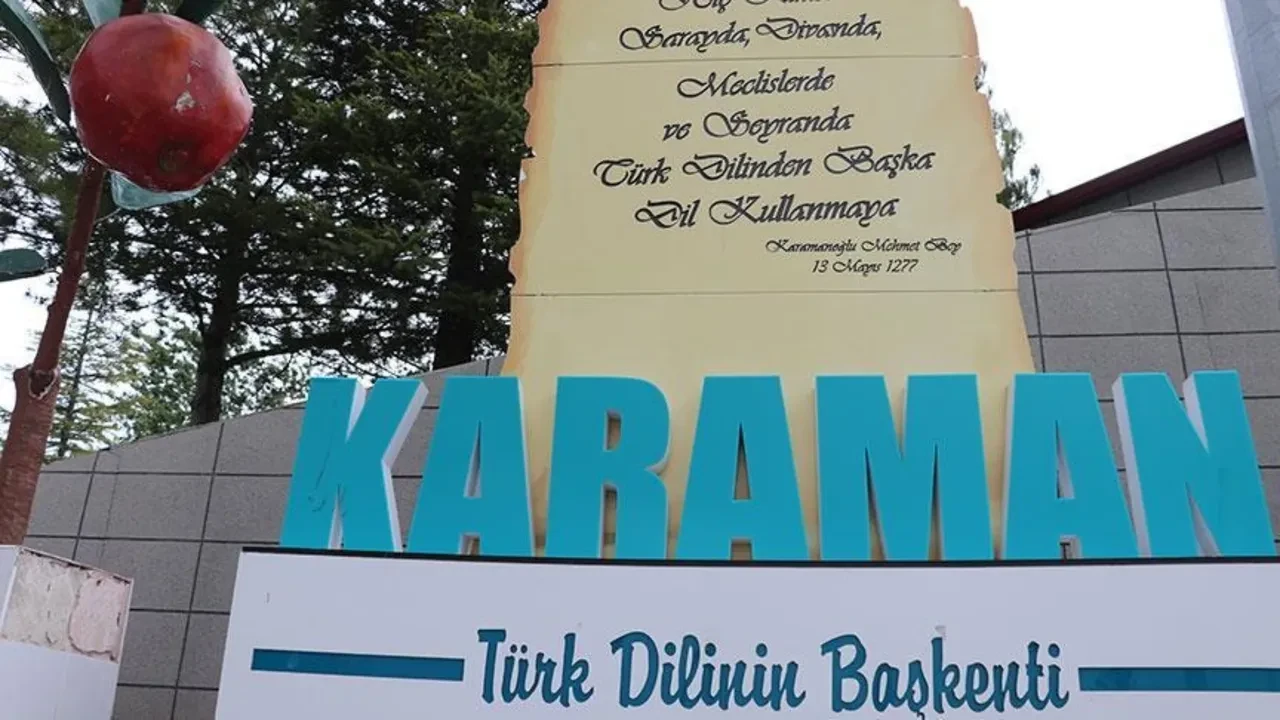 Sarayda, Divanda,
Meclislerde
ve Seyranda
Türk Dilinden Başka
Dil Kullanmaya
Karamanoğlu Mehmet Bey
13 Mayıs 1277
KARAMAN
Türk Dilinin Başkenti